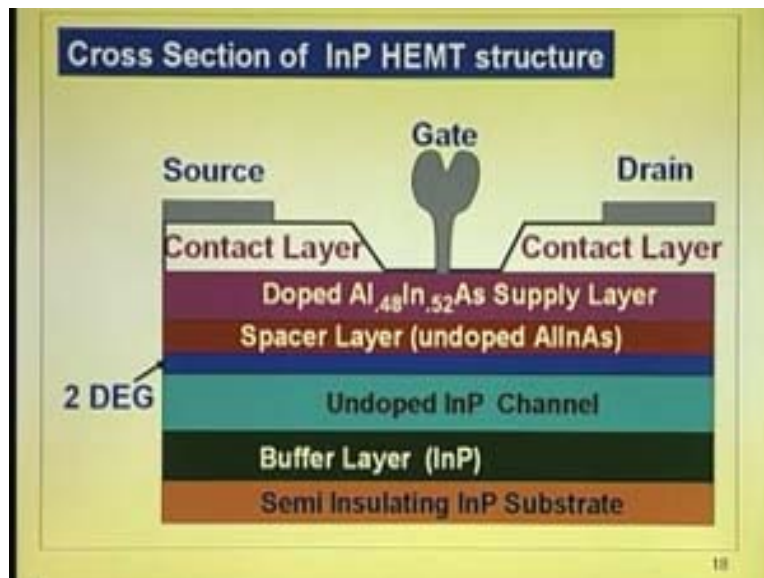 Cross Section of InP HEMT structure
Gate
Source
Drain
Contact Layer
Contact Layer
Doped Al.48In.52As Supply Layer
Spacer Layer (undoped AlInAs)
2 DEG
Undoped InP Channel
Buffer Layer (InP)
Semi Insulating InP Substrate
18